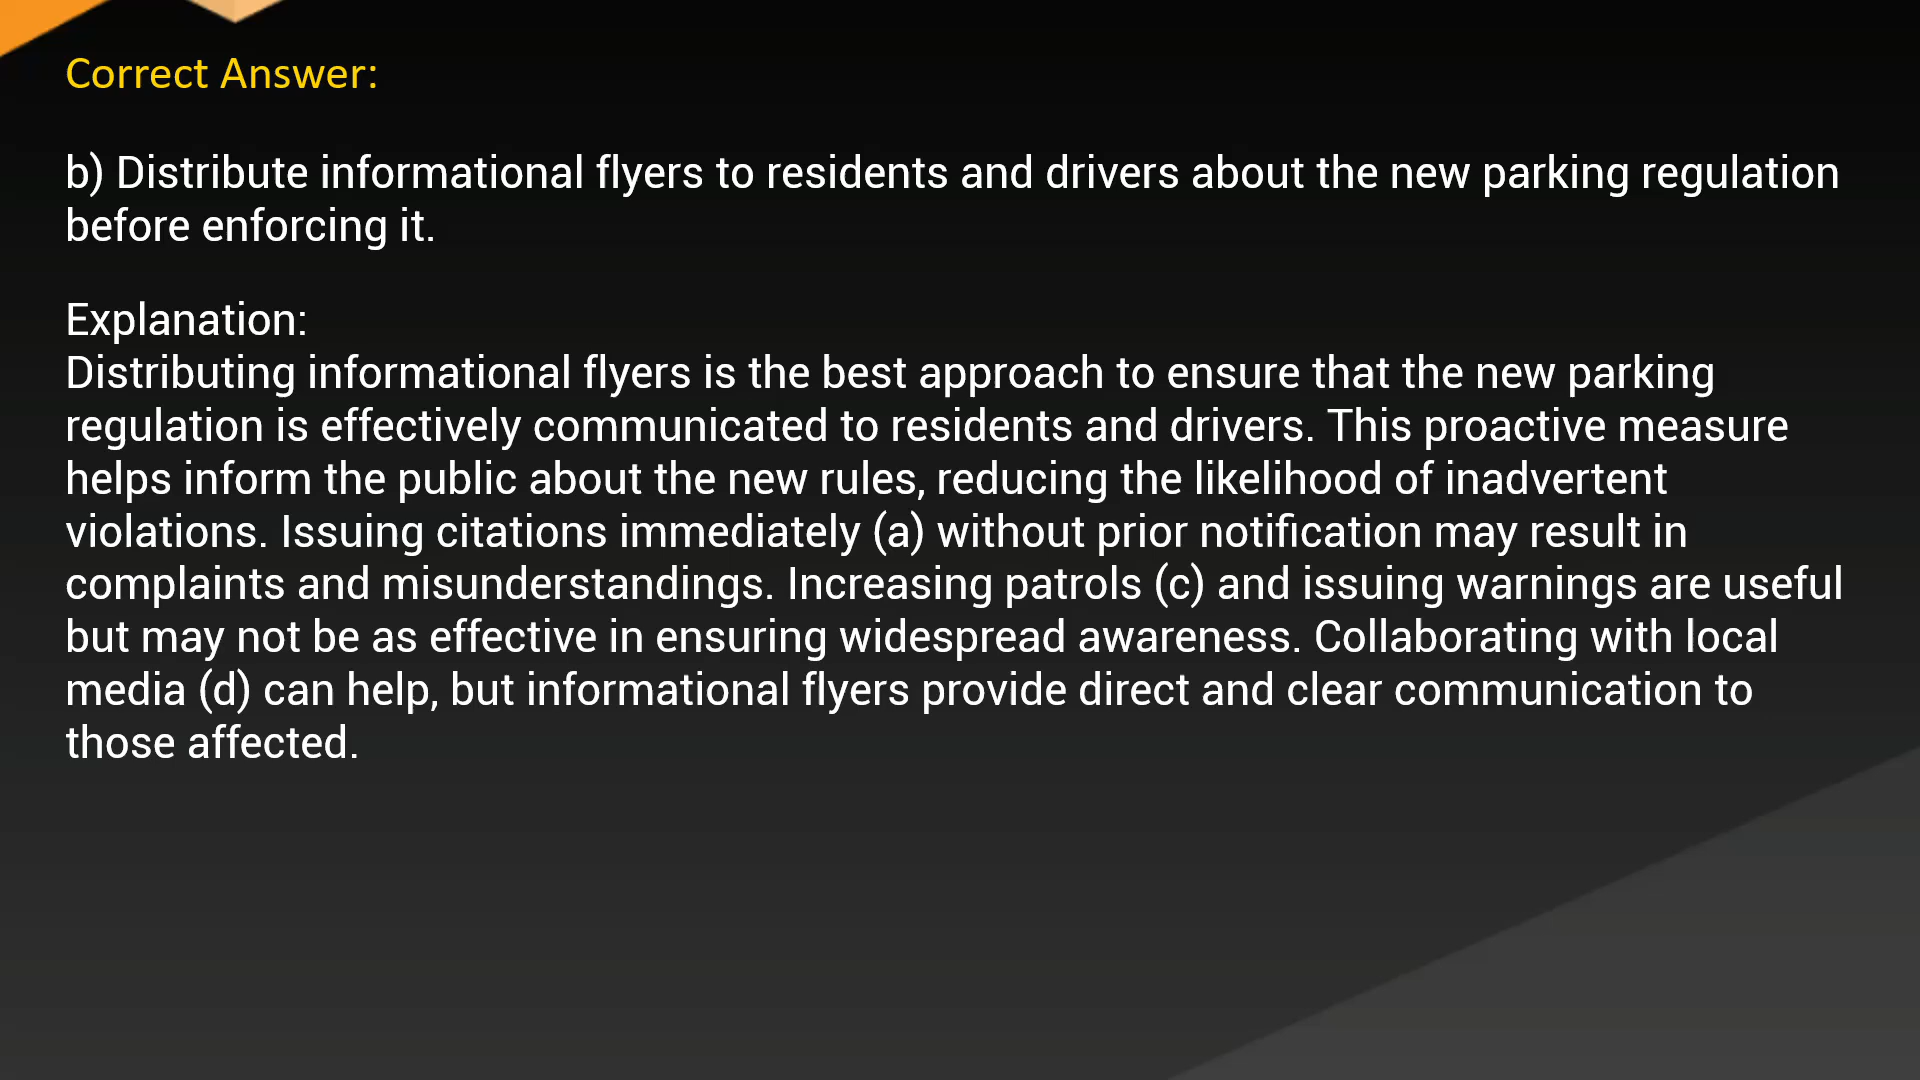 Correct Answer:
b) Distribute informational flyers to residents and drivers about the new parking regulation
before enforcing it.
Explanation:
Distributing informational flyers is the best approach to ensure that the new parking
regulation is effectively communicated to residents and drivers. This proactive measure
helps inform the public about the new rules, reducing the likelihood of inadvertent
violations. Issuing citations immediately (a) without prior notification may result in
complaints and misunderstandings. Increasing patrols (c) and issuing warnings are useful
but may not be as effective in ensuring widespread awareness. Collaborating with local
media (d) can help, but informational flyers provide direct and clear communication to
those affected.